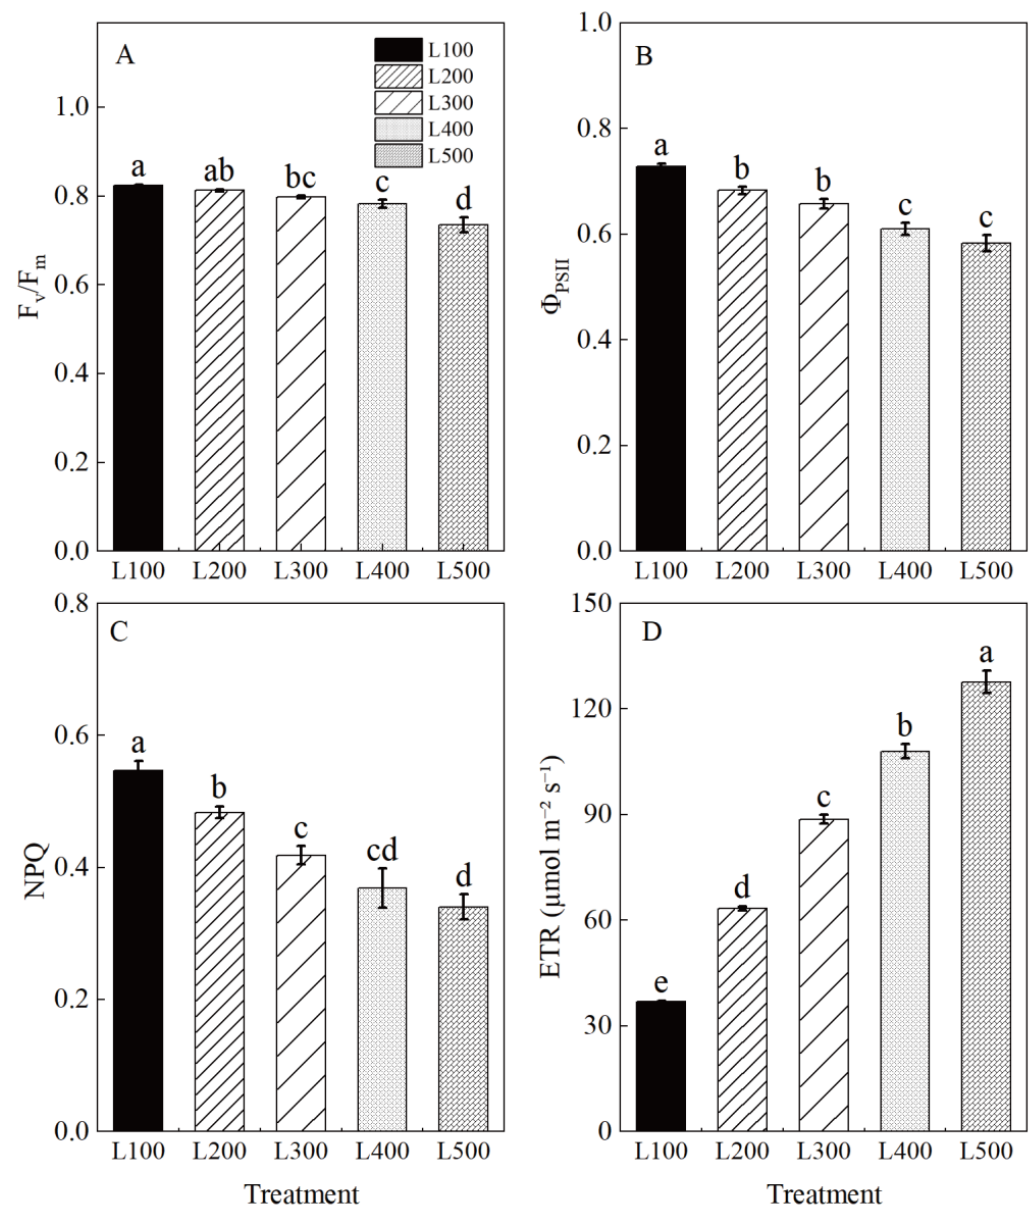 A
L100
L200
L300
L400
L500
1.0
0.8
0.6
0.4
0.2
0.0
a
ab
bc
c
d
Fv/Fm
L100 L200 L300 L400 L500
B
1.0
0.8
0.6
0.4
0.2
0.0
a
b
b
c
c
ΦPSII
L100 L200 L300 L400 L500
C
0.8
0.6
0.4
0.2
0.0
a
b
c
cd
d
NPQ
L100 L200 L300 L400 L500
Treatment
D
150
120
90
60
30
0
e
d
c
b
a
ETR (μmol m⁻² s⁻¹)
L100 L200 L300 L400 L500
Treatment